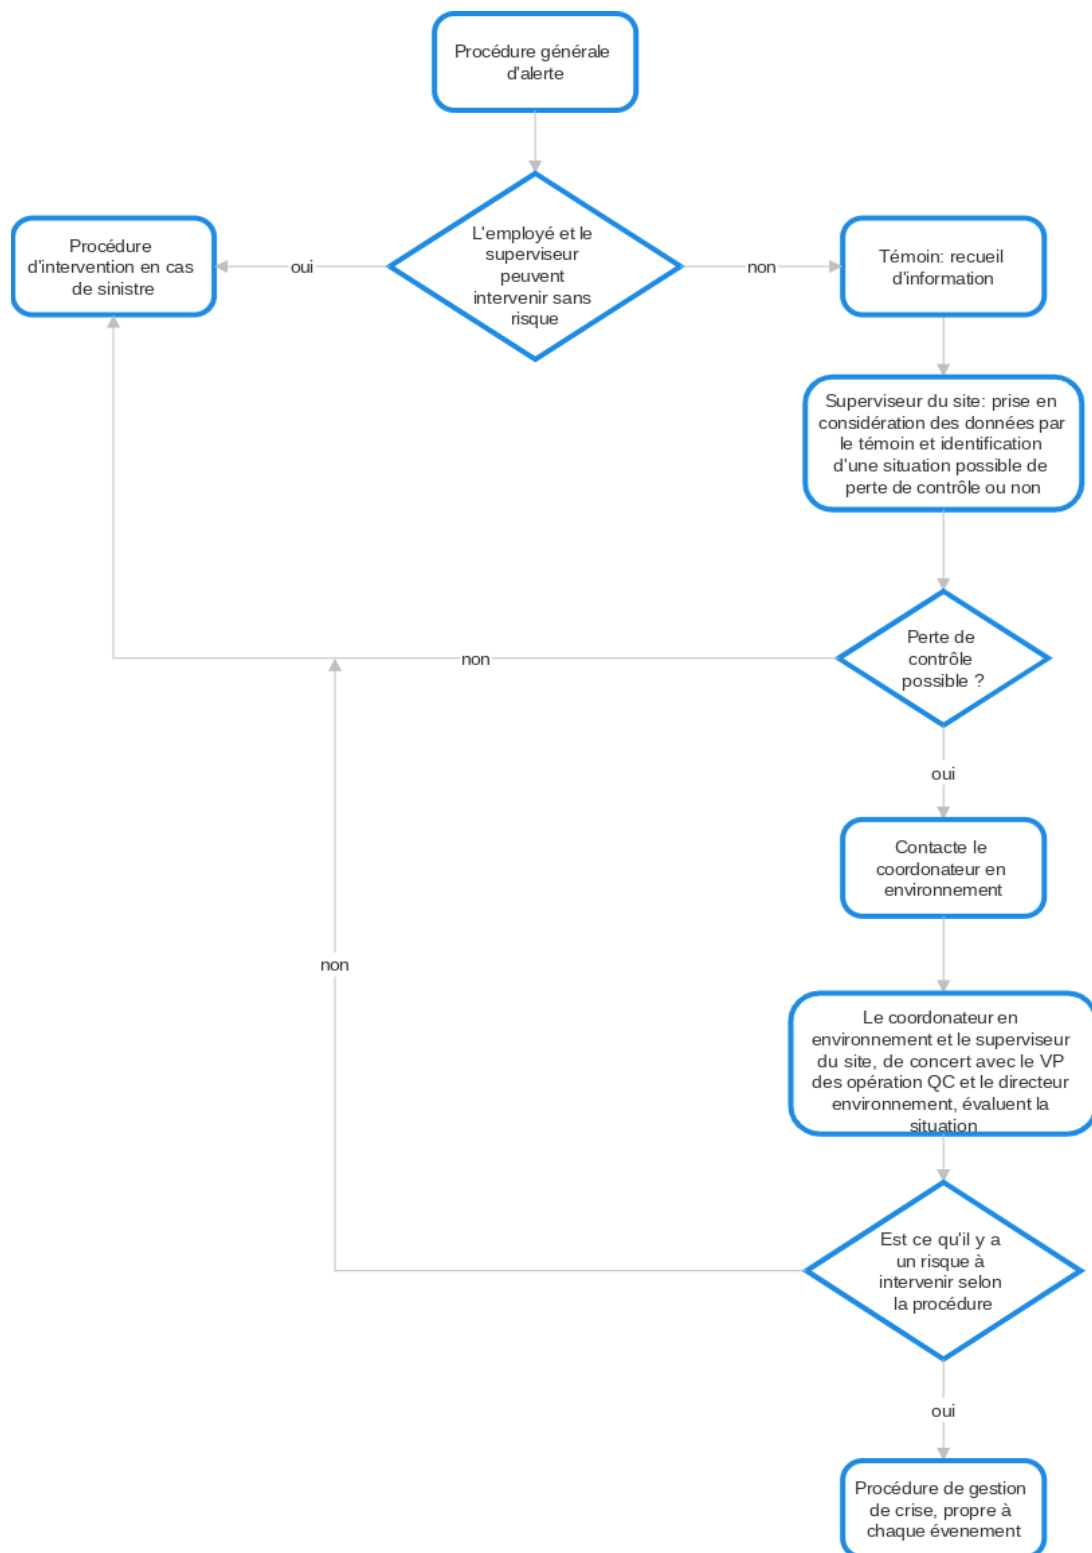 Procédure générale
d'alerte
L'employé et le
superviseur
peuvent
intervenir sans
risque
oui
non
Procédure
d'intervention en cas
de sinistre
Témoin: recueil
d'information
Superviseur du site: prise en
considération des données par
le témoin et identification
d'une situation possible de
perte de contrôle ou non
Perte de
contrôle
possible ?
non
oui
Contacte le
coordonateur en
environnement
non
Le coordonateur en
environnement et le superviseur
du site, de concert avec le VP
des opération QC et le directeur
environnement, évaluent la
situation
Est ce qu'il y a
un risque à
intervenir selon
la procédure
oui
Procédure de gestion
de crise, propre à
chaque évenement